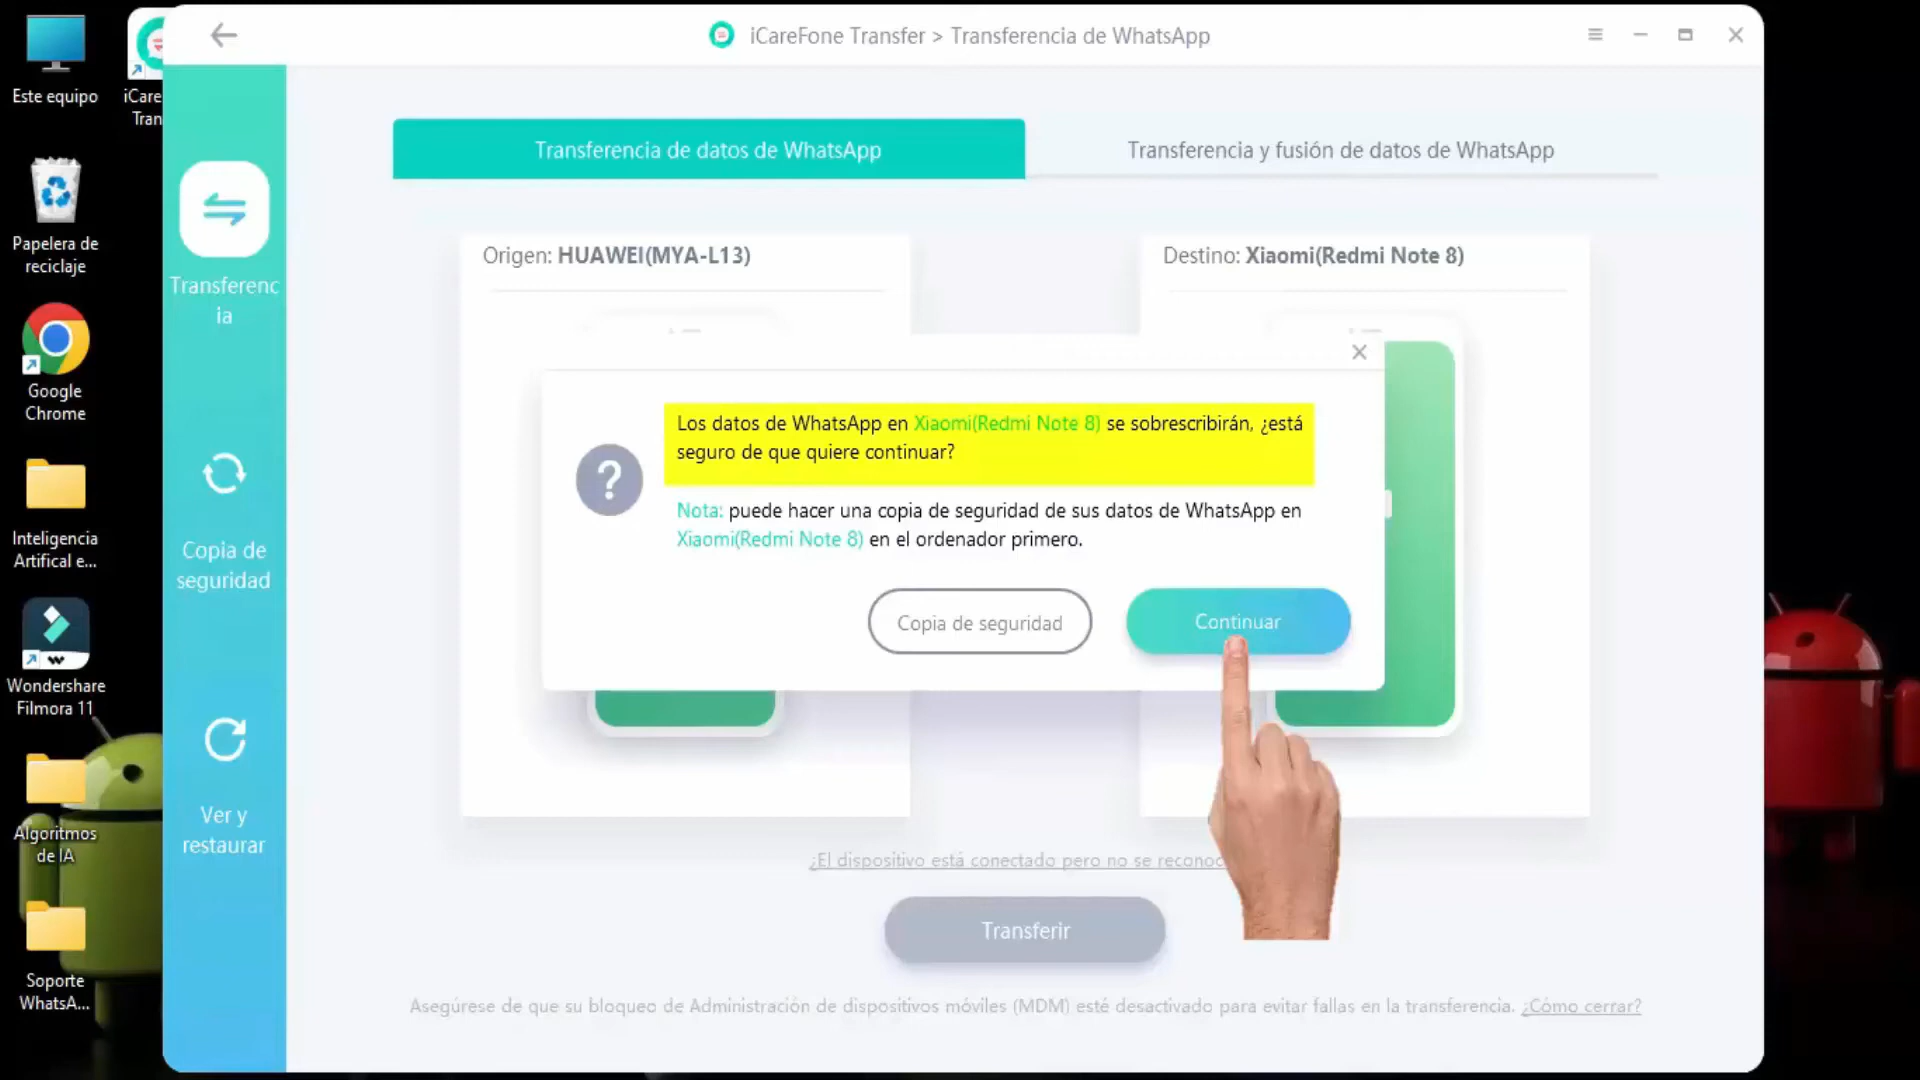 iCareFone Transfer > Transferencia de WhatsApp
Este equipo
iCare
Tran
Papelera de
reciclaje
Google
Chrome
Inteligencia
Artifical e...
Wondershare
Filmora 11
Algoritmos
de IA
Soporte
WhatsA...
Transferenc
ia
Copia de
seguridad
Ver y
restaurar
Transferencia de datos de WhatsApp
Transferencia y fusión de datos de WhatsApp
Origen: HUAWEI(MYA-L13)
Destino: Xiaomi(Redmi Note 8)
Los datos de WhatsApp en Xiaomi(Redmi Note 8) se sobrescribirán, ¿está
seguro de que quiere continuar?
Nota: puede hacer una copia de seguridad de sus datos de WhatsApp en
Xiaomi(Redmi Note 8) en el ordenador primero.
Copia de seguridad
Continuar
¿El dispositivo está conectado pero no se reconoc
Transferir
Asegúrese de que su bloqueo de Administración de dispositivos móviles (MDM) esté desactivado para evitar fallas en la transferencia. ¿Cómo cerrar?